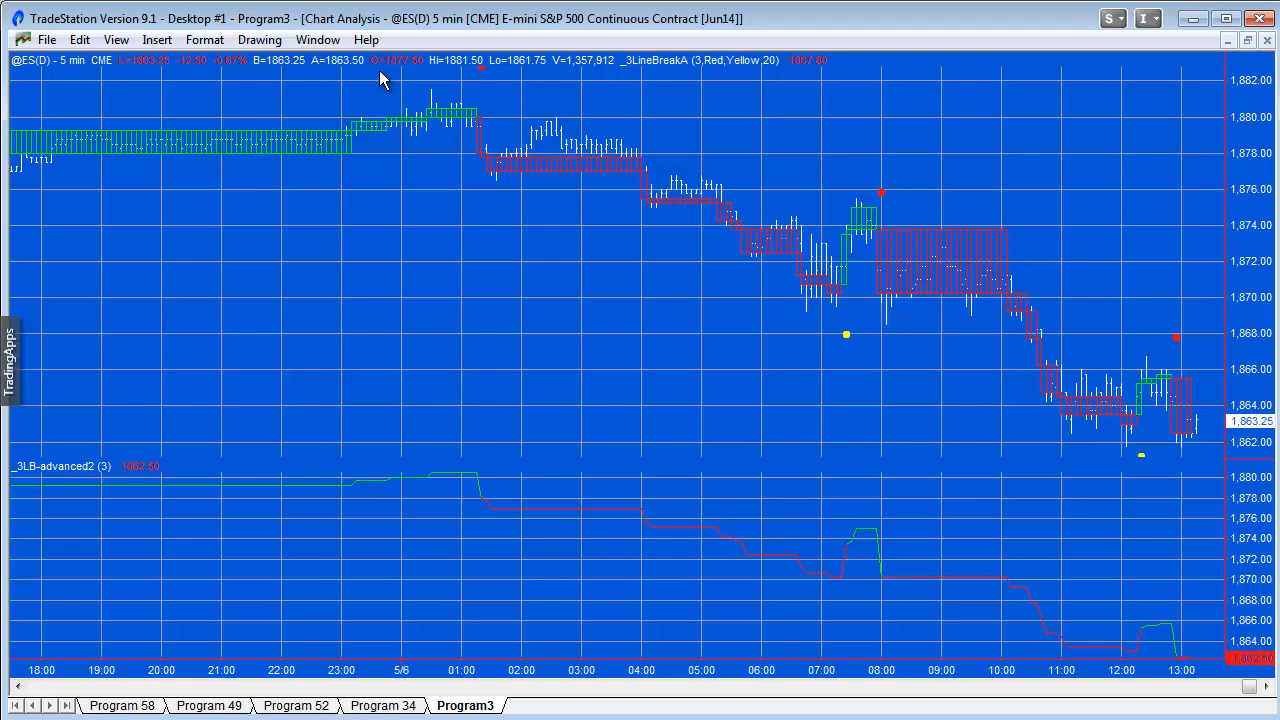 TradeStation Version 9.1 - Desktop #1 - Program3 - [Chart Analysis - @ES(D) 5 min [CME] E-mini S&P 500 Continuous Contract [Jun14]]
S
I
File Edit View Insert Format Drawing Window Help
@ES(D) - 5 min CME L=1863.25 -12.50 -0.67% B=1863.25 A=1863.50 O=1877.50 Hi=1881.50 Lo=1861.75 V=1,357,912 _3LineBreakA (3,Red,Yellow,20) 1867.80
1,882.00
1,880.00
1,878.00
1,876.00
1,874.00
1,872.00
1,870.00
1,868.00
1,866.00
1,864.00
1,863.25
1,862.00
TradingApps
_3LB-advanced2 (3) 1862.50
1,880.00
1,878.00
1,876.00
1,874.00
1,872.00
1,870.00
1,868.00
1,866.00
1,864.00
1,862.50
18:00 19:00 20:00 21:00 22:00 23:00 5/6 01:00 02:00 03:00 04:00 05:00 06:00 07:00 08:00 09:00 10:00 11:00 12:00 13:00
Program 58 Program 49 Program 52 Program 34 Program3